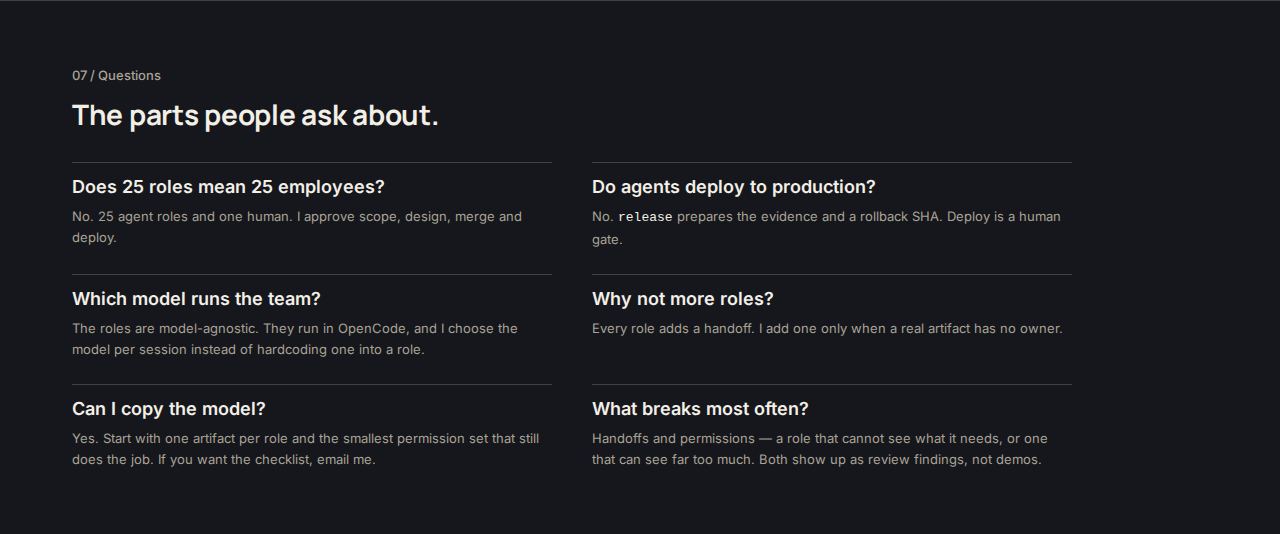 07 / Questions
The parts people ask about.
Does 25 roles mean 25 employees?
No. 25 agent roles and one human. I approve scope, design, merge and
deploy.
Do agents deploy to production?
No. release prepares the evidence and a rollback SHA. Deploy is a human
gate.
Which model runs the team?
The roles are model-agnostic. They run in OpenCode, and I choose the
model per session instead of hardcoding one into a role.
Why not more roles?
Every role adds a handoff. I add one only when a real artifact has no owner.
Can I copy the model?
Yes. Start with one artifact per role and the smallest permission set that still
does the job. If you want the checklist, email me.
What breaks most often?
Handoffs and permissions — a role that cannot see what it needs, or one
that can see far too much. Both show up as review findings, not demos.